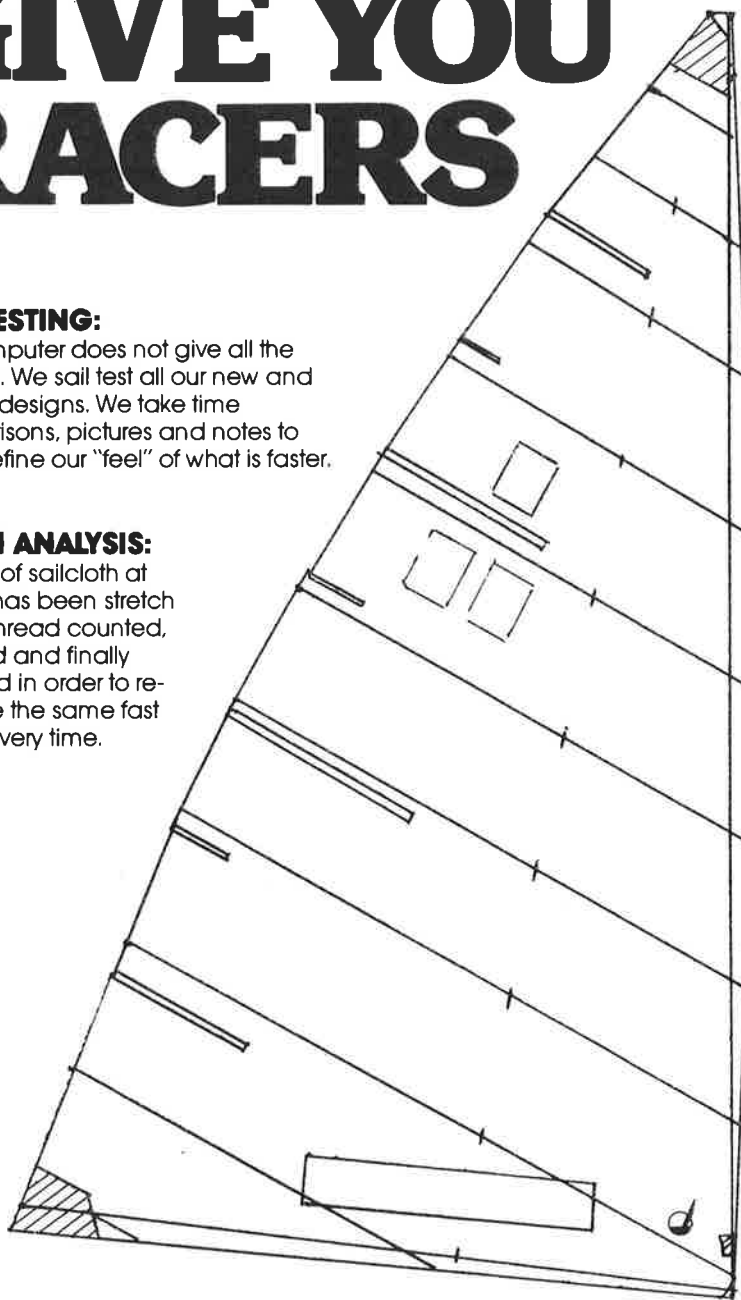 GIVE YOU
RACERS
ESTING:
nputer does not give all the
. We sail test all our new and
designs. We take time
risons, pictures and notes to
efine our "feel" of what is faster.
ANALYSIS:
of sailcloth at
has been stretch
hread counted,
d and finally
d in order to re-
e the same fast
very time.